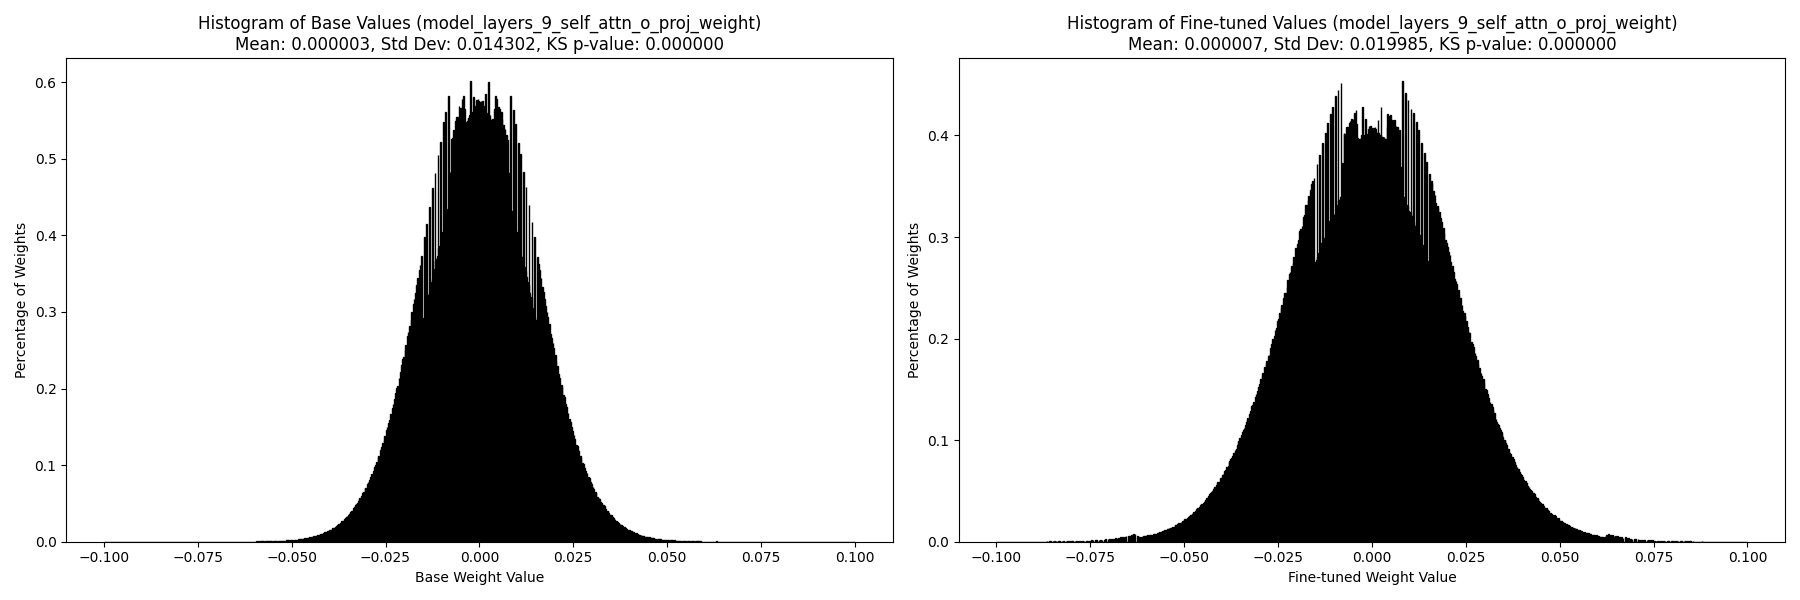 Histogram of Base Values (model_layers_9_self_attn_o_proj_weight)
Mean: 0.000003, Std Dev: 0.014302, KS p-value: 0.000000
Percentage of Weights
0.6
0.5
0.4
0.3
0.2
0.1
0.0
−0.100 −0.075 −0.050 −0.025 0.000 0.025 0.050 0.075 0.100
Base Weight Value
Histogram of Fine-tuned Values (model_layers_9_self_attn_o_proj_weight)
Mean: 0.000007, Std Dev: 0.019985, KS p-value: 0.000000
Percentage of Weights
0.4
0.3
0.2
0.1
0.0
−0.100 −0.075 −0.050 −0.025 0.000 0.025 0.050 0.075 0.100
Fine-tuned Weight Value